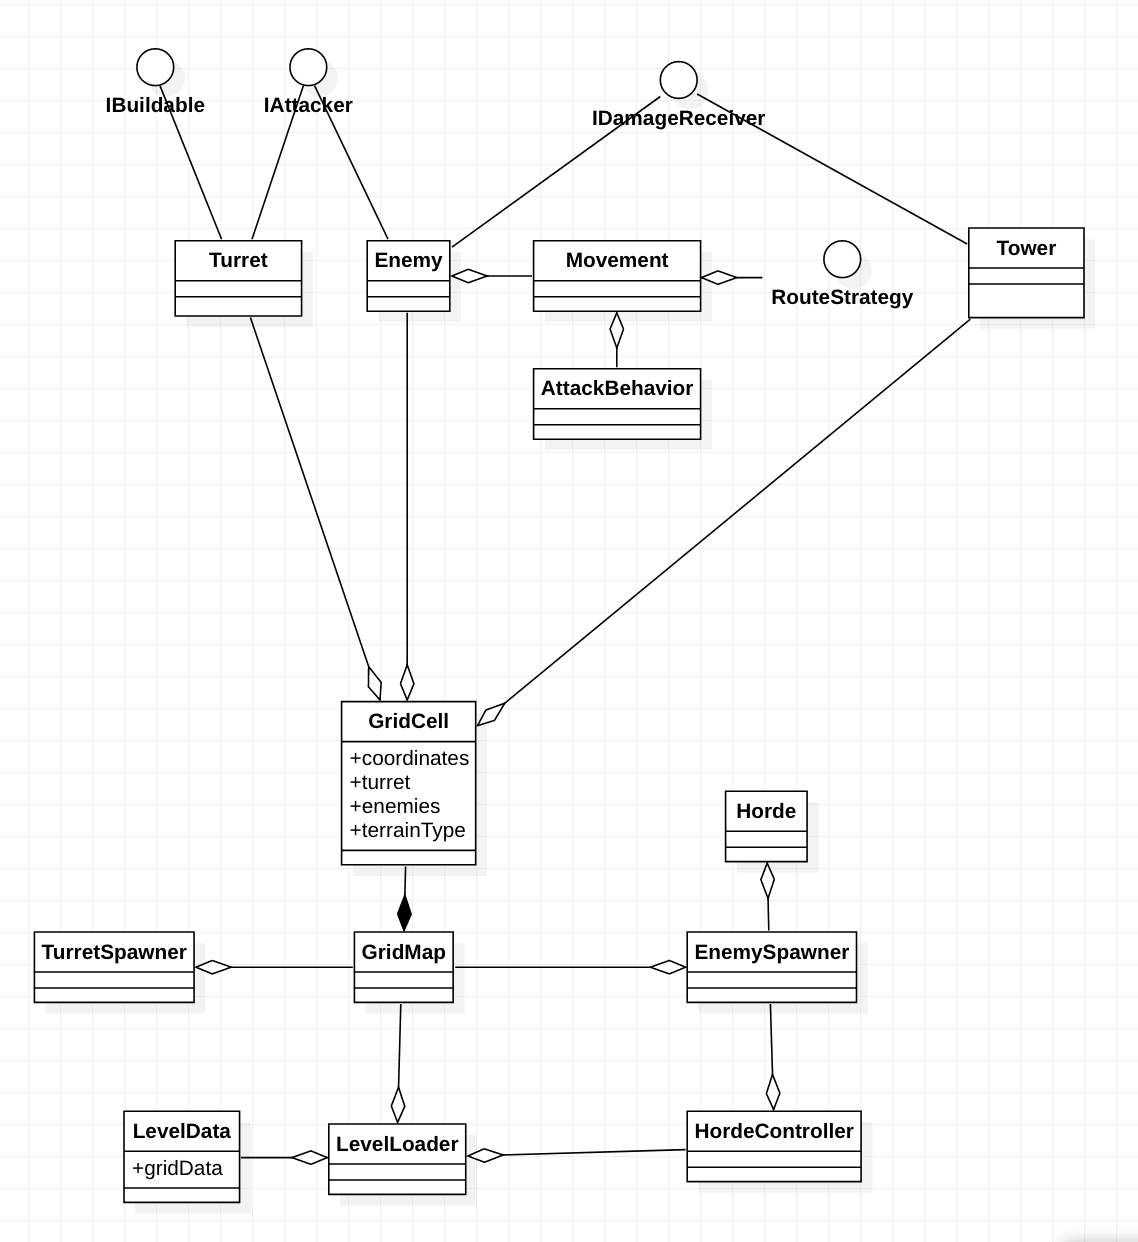 IBuildable
IAttacker
IDamageReceiver
Turret
Enemy
Movement
RouteStrategy
Tower
AttackBehavior
GridCell
+coordinates
+turret
+enemies
+terrainType
Horde
TurretSpawner
GridMap
EnemySpawner
LevelData
+gridData
LevelLoader
HordeController